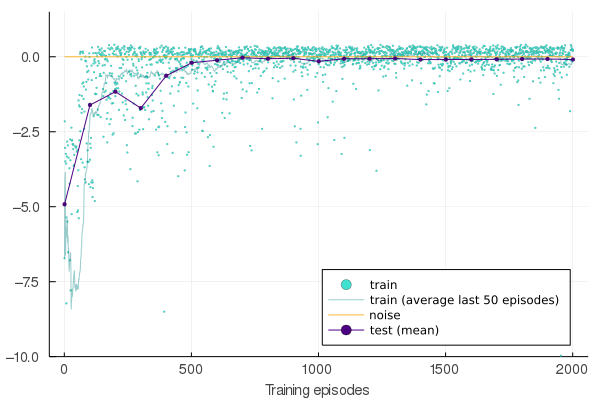 0.0
−2.5
−5.0
−7.5
−10.0
0
500
1000
1500
2000
Training episodes
train
train (average last 50 episodes)
noise
test (mean)